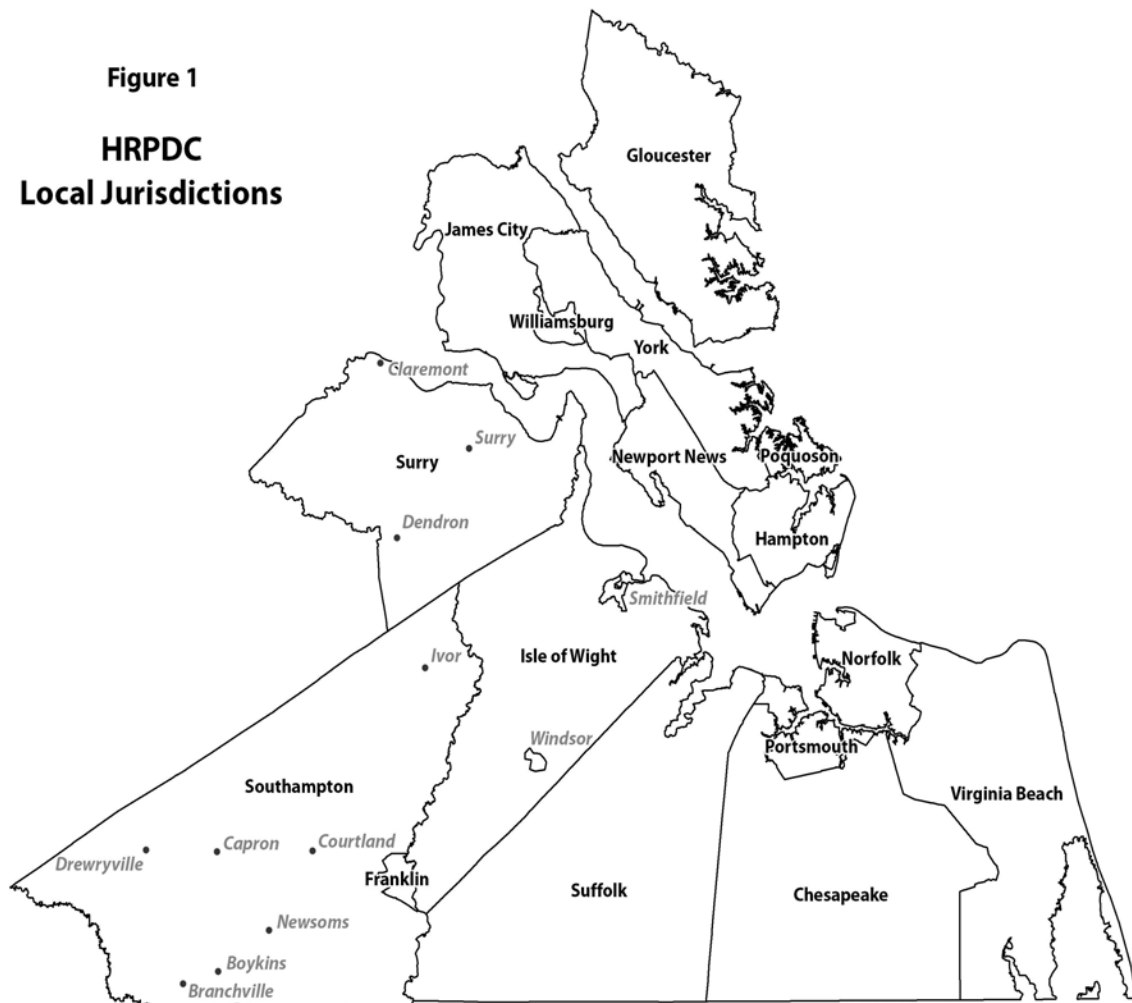 Figure 1
HRPDC
Local Jurisdictions
Gloucester
James City
Williamsburg
York
Claremont
Surry
Surry
Newport News
Poquoson
Dendron
Hampton
Smithfield
Ivor
Isle of Wight
Norfolk
Windsor
Portsmouth
Southampton
Virginia Beach
Drewryville
Capron
Courtland
Franklin
Suffolk
Chesapeake
Newsoms
Boykins
Branchville